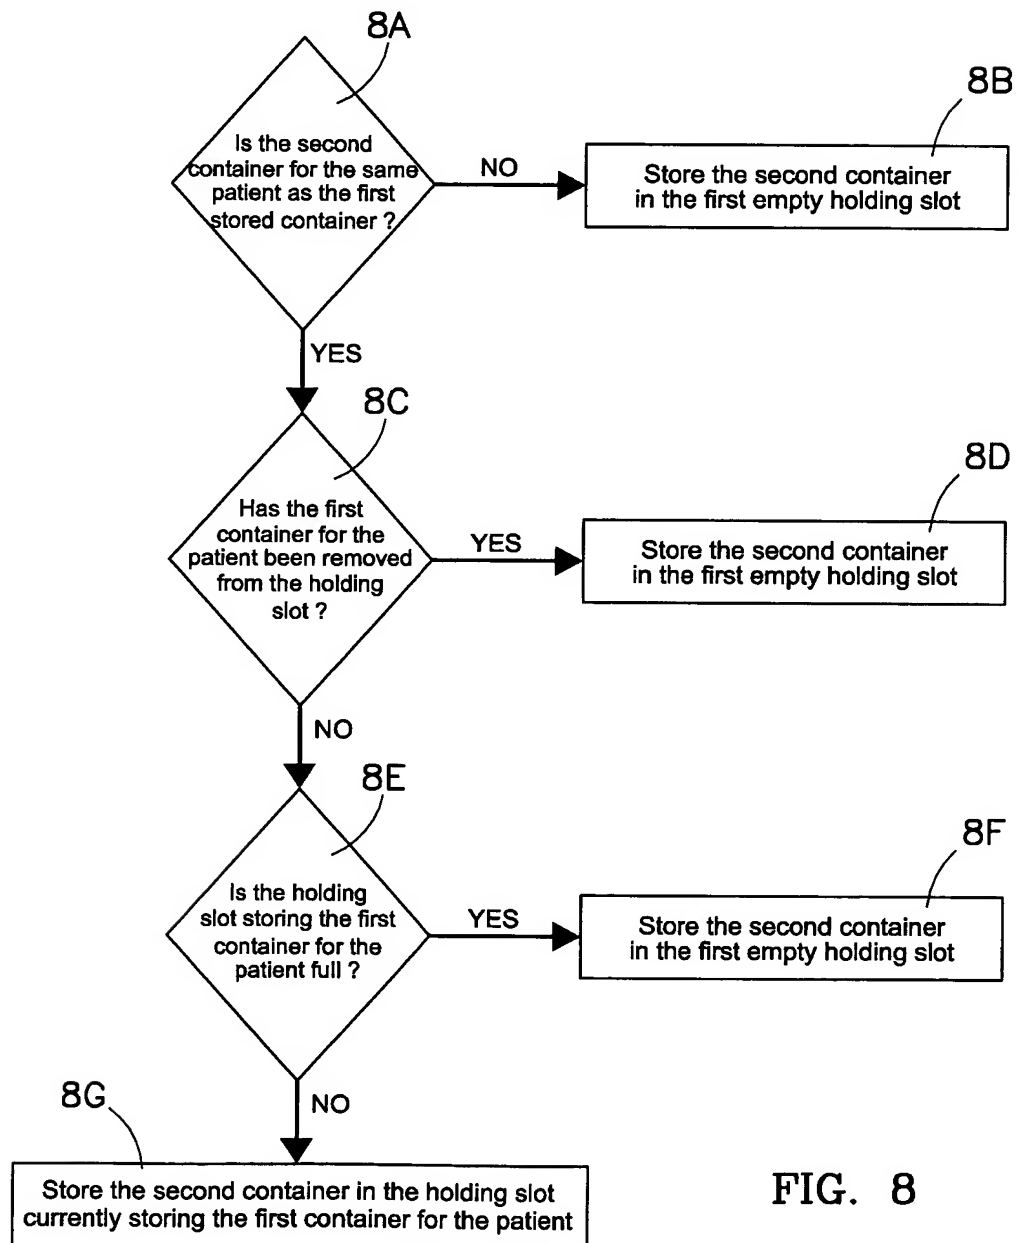 8A
Is the second
container for the same
patient as the first
stored container ?
NO
8B
Store the second container
in the first empty holding slot
YES
8C
Has the first
container for the
patient been removed
from the holding
slot ?
YES
8D
Store the second container
in the first empty holding slot
NO
8E
Is the holding
slot storing the first
container for the
patient full ?
YES
8F
Store the second container
in the first empty holding slot
NO
8G
Store the second container in the holding slot
currently storing the first container for the patient
FIG. 8